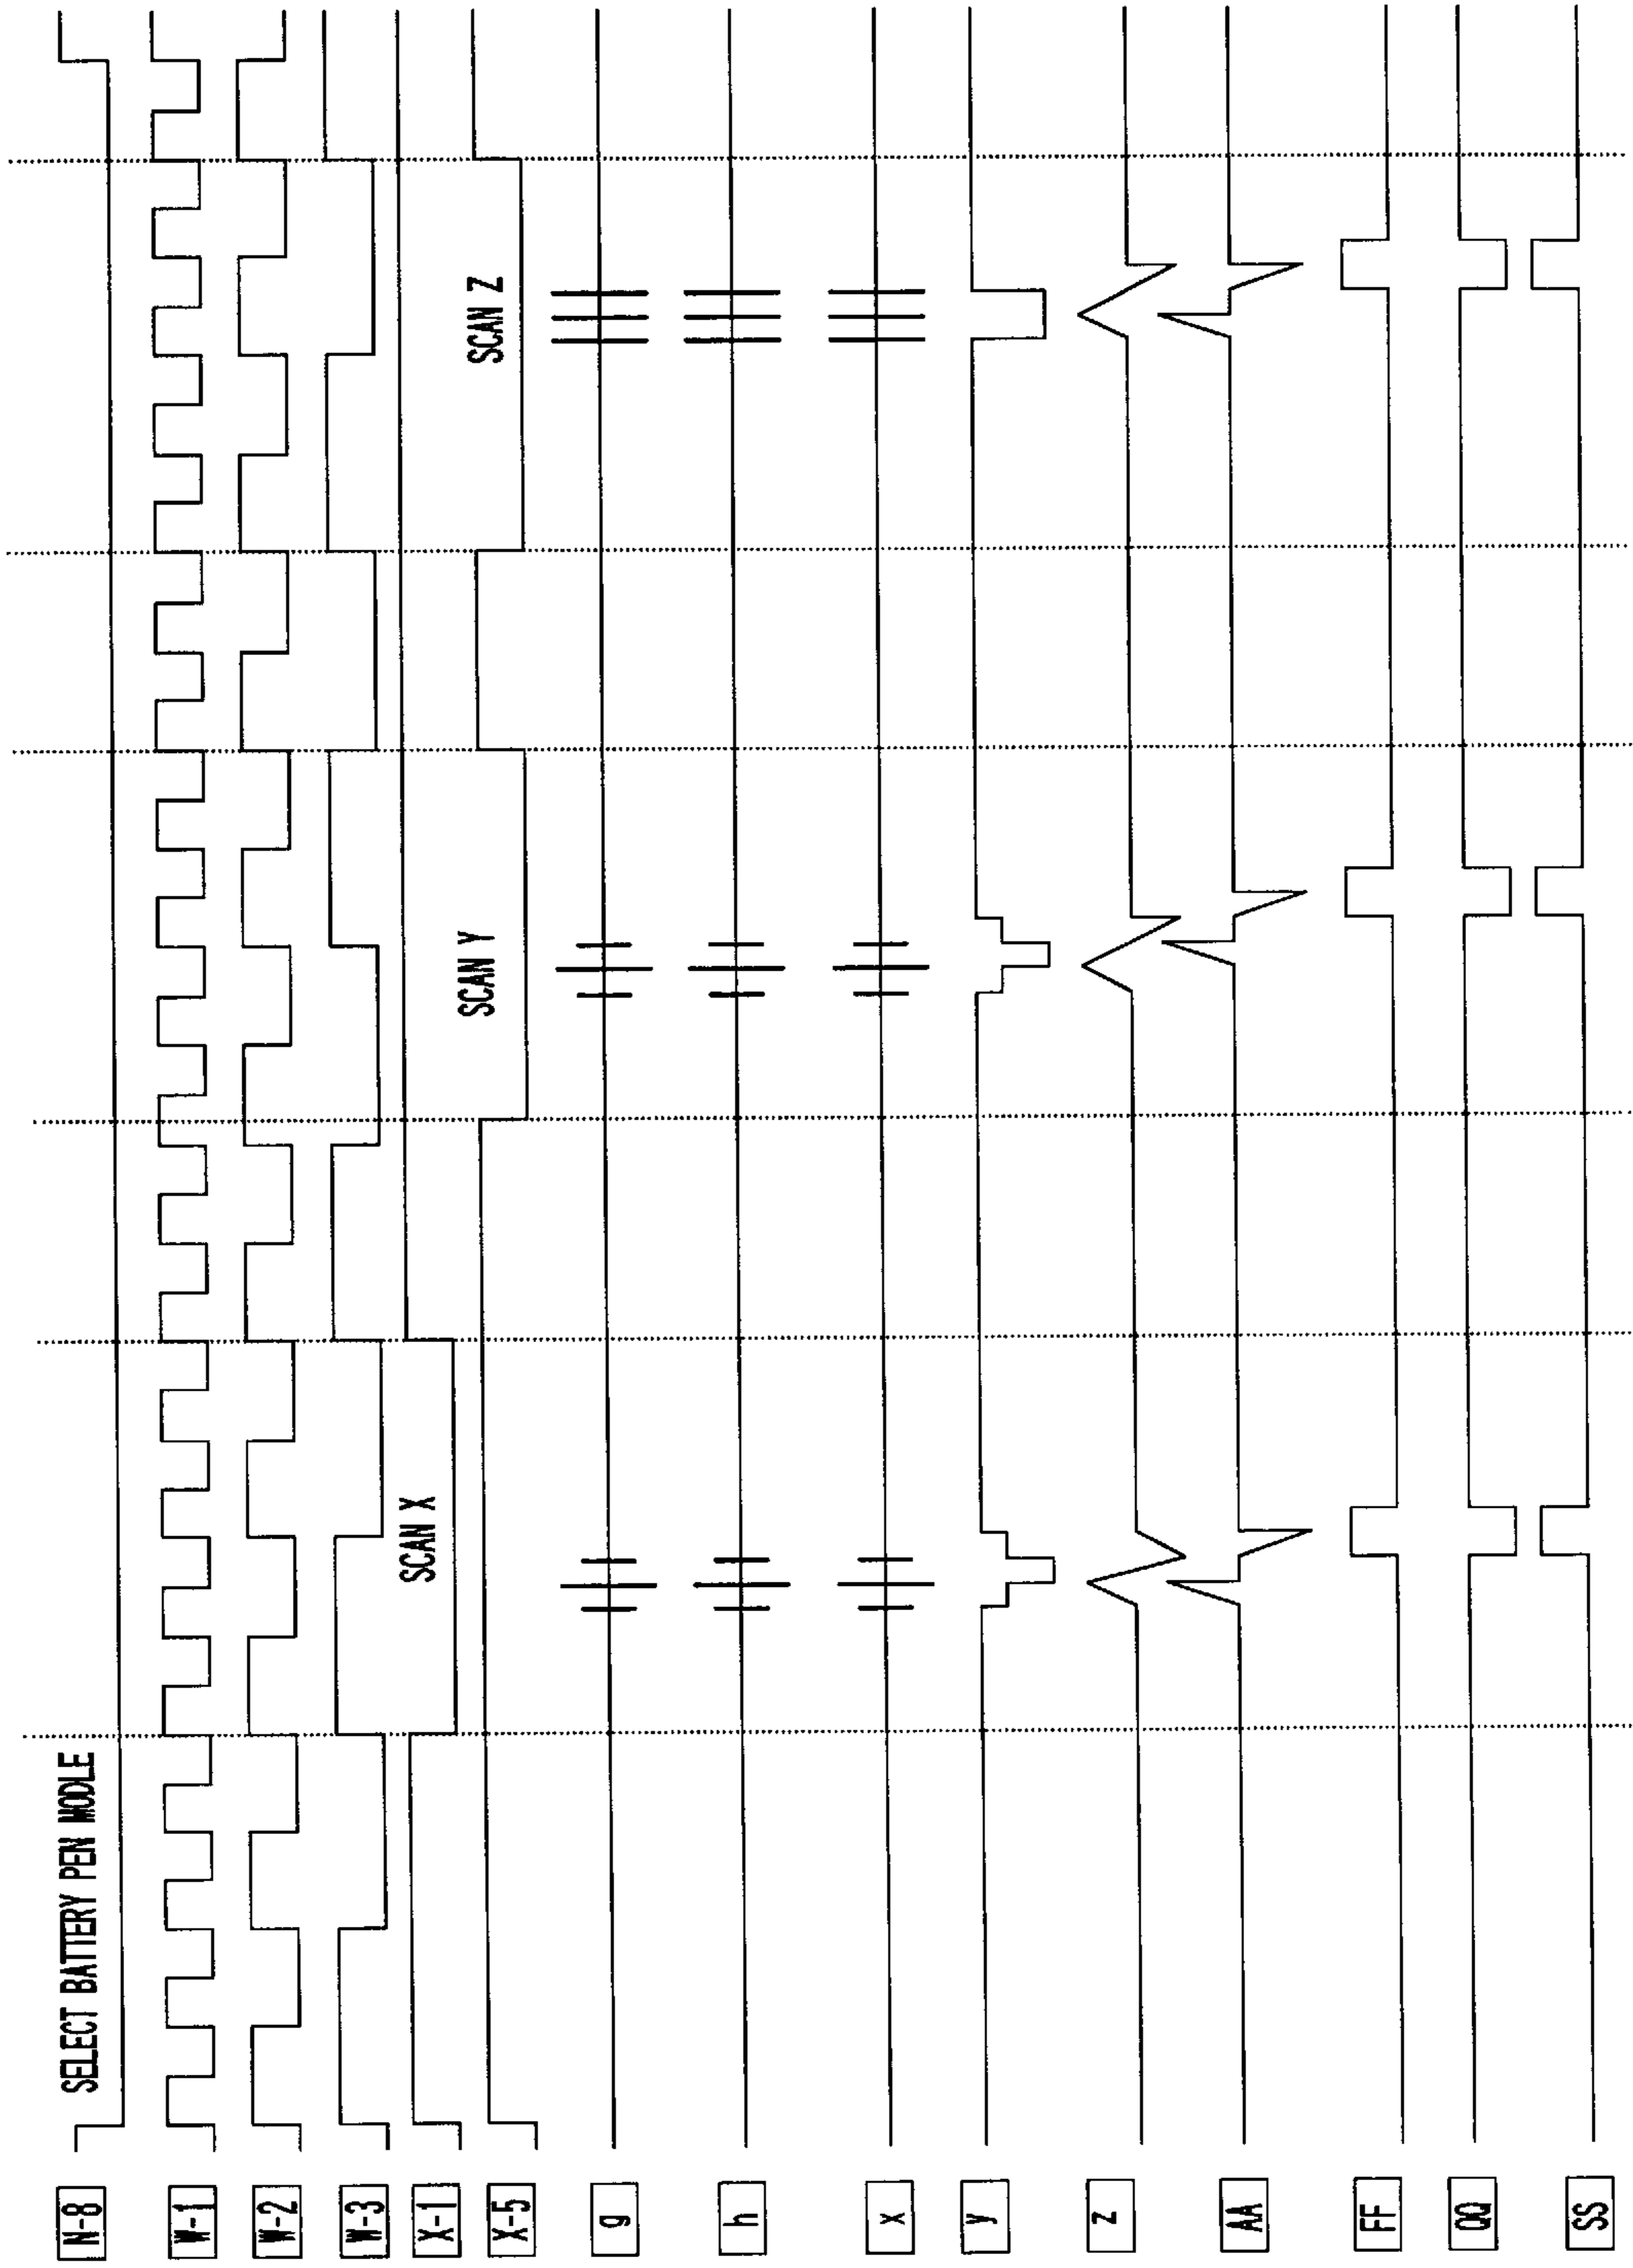 SELECT BATTERY PEN MODLE
N-8
W-1
W-2
W-3
SCAN X
X-1
SCAN Y
SCAN Z
X-5
g
h
x
y
z
AA
FF
QQ
SS